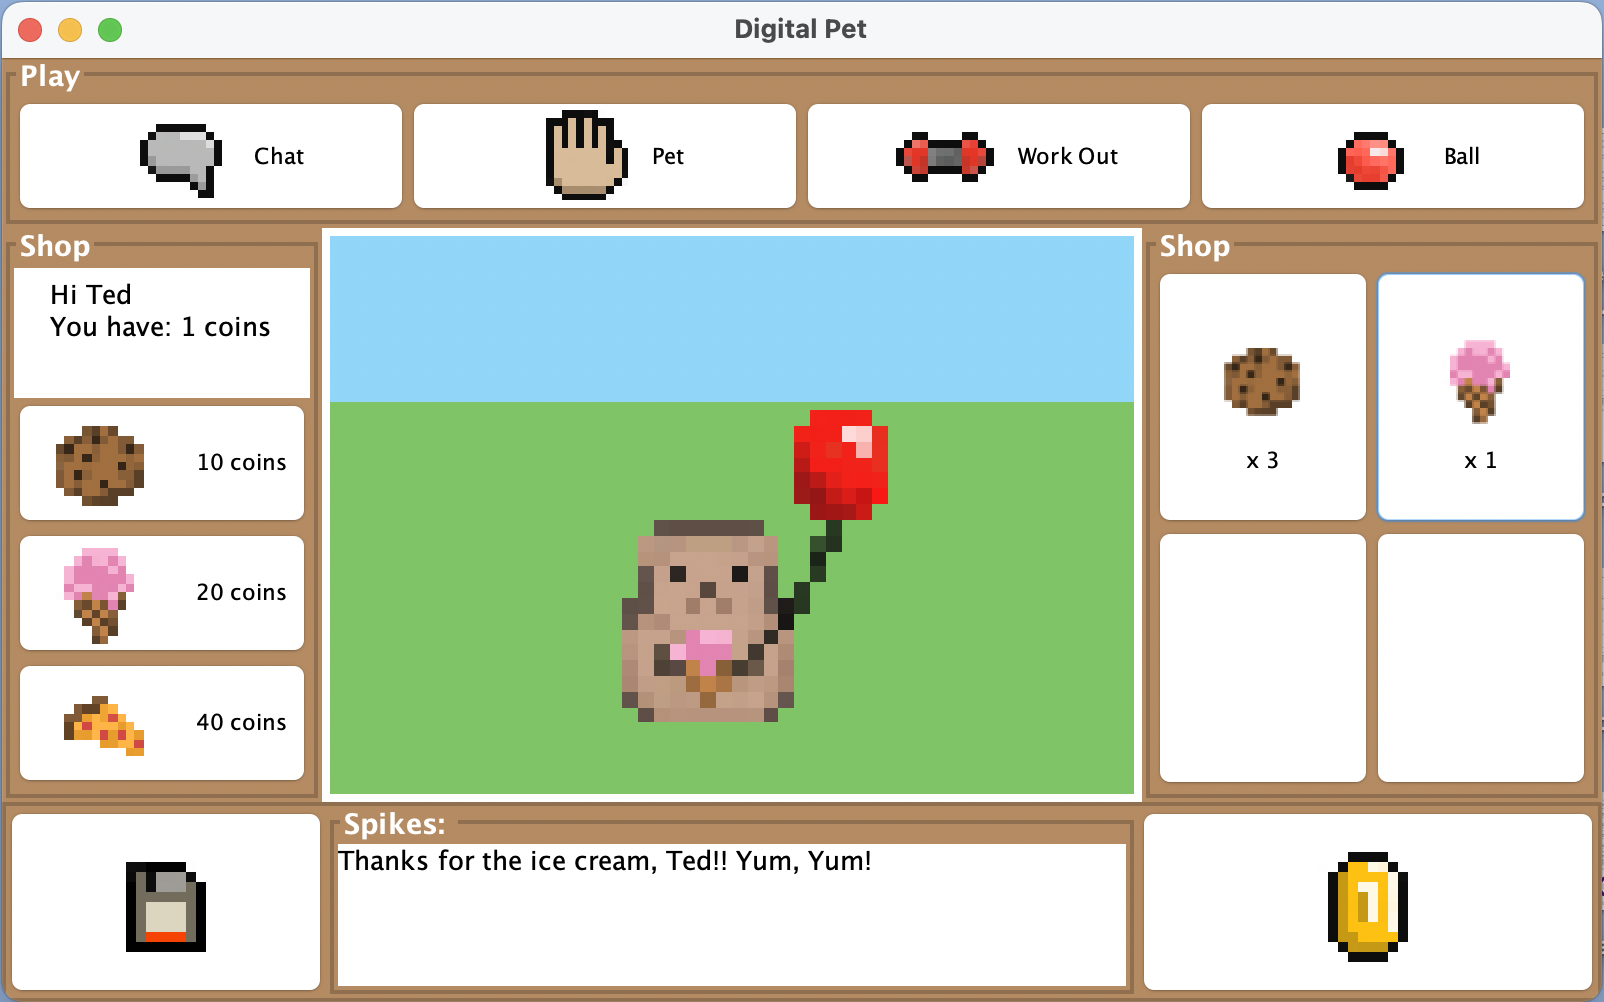 Digital Pet
Play
Chat
Pet
Work Out
Ball
Shop
Hi Ted
You have: 1 coins
10 coins
20 coins
40 coins
Shop
x 3
x 1
Spikes:
Thanks for the ice cream, Ted!! Yum, Yum!
1